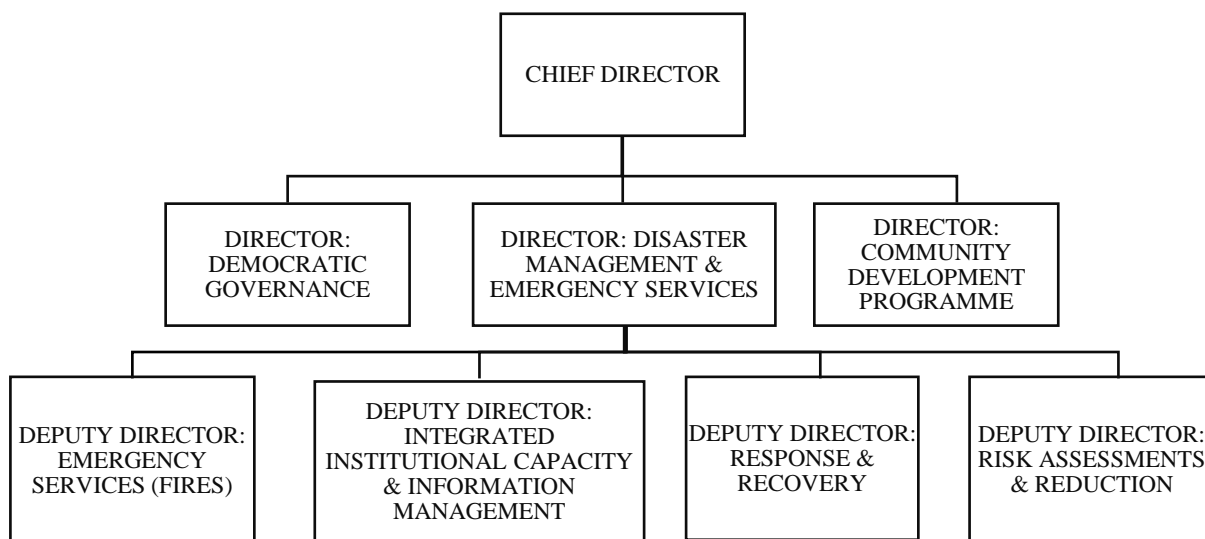 CHIEF DIRECTOR
DIRECTOR:
DEMOCRATIC
GOVERNANCE
DIRECTOR: DISASTER
MANAGEMENT &
EMERGENCY SERVICES
DIRECTOR:
COMMUNITY
DEVELOPMENT
PROGRAMME
DEPUTY DIRECTOR:
EMERGENCY
SERVICES (FIRES)
DEPUTY DIRECTOR:
INTEGRATED
INSTITUTIONAL CAPACITY
& INFORMATION
MANAGEMENT
DEPUTY DIRECTOR:
RESPONSE &
RECOVERY
DEPUTY DIRECTOR:
RISK ASSESSMENTS
& REDUCTION